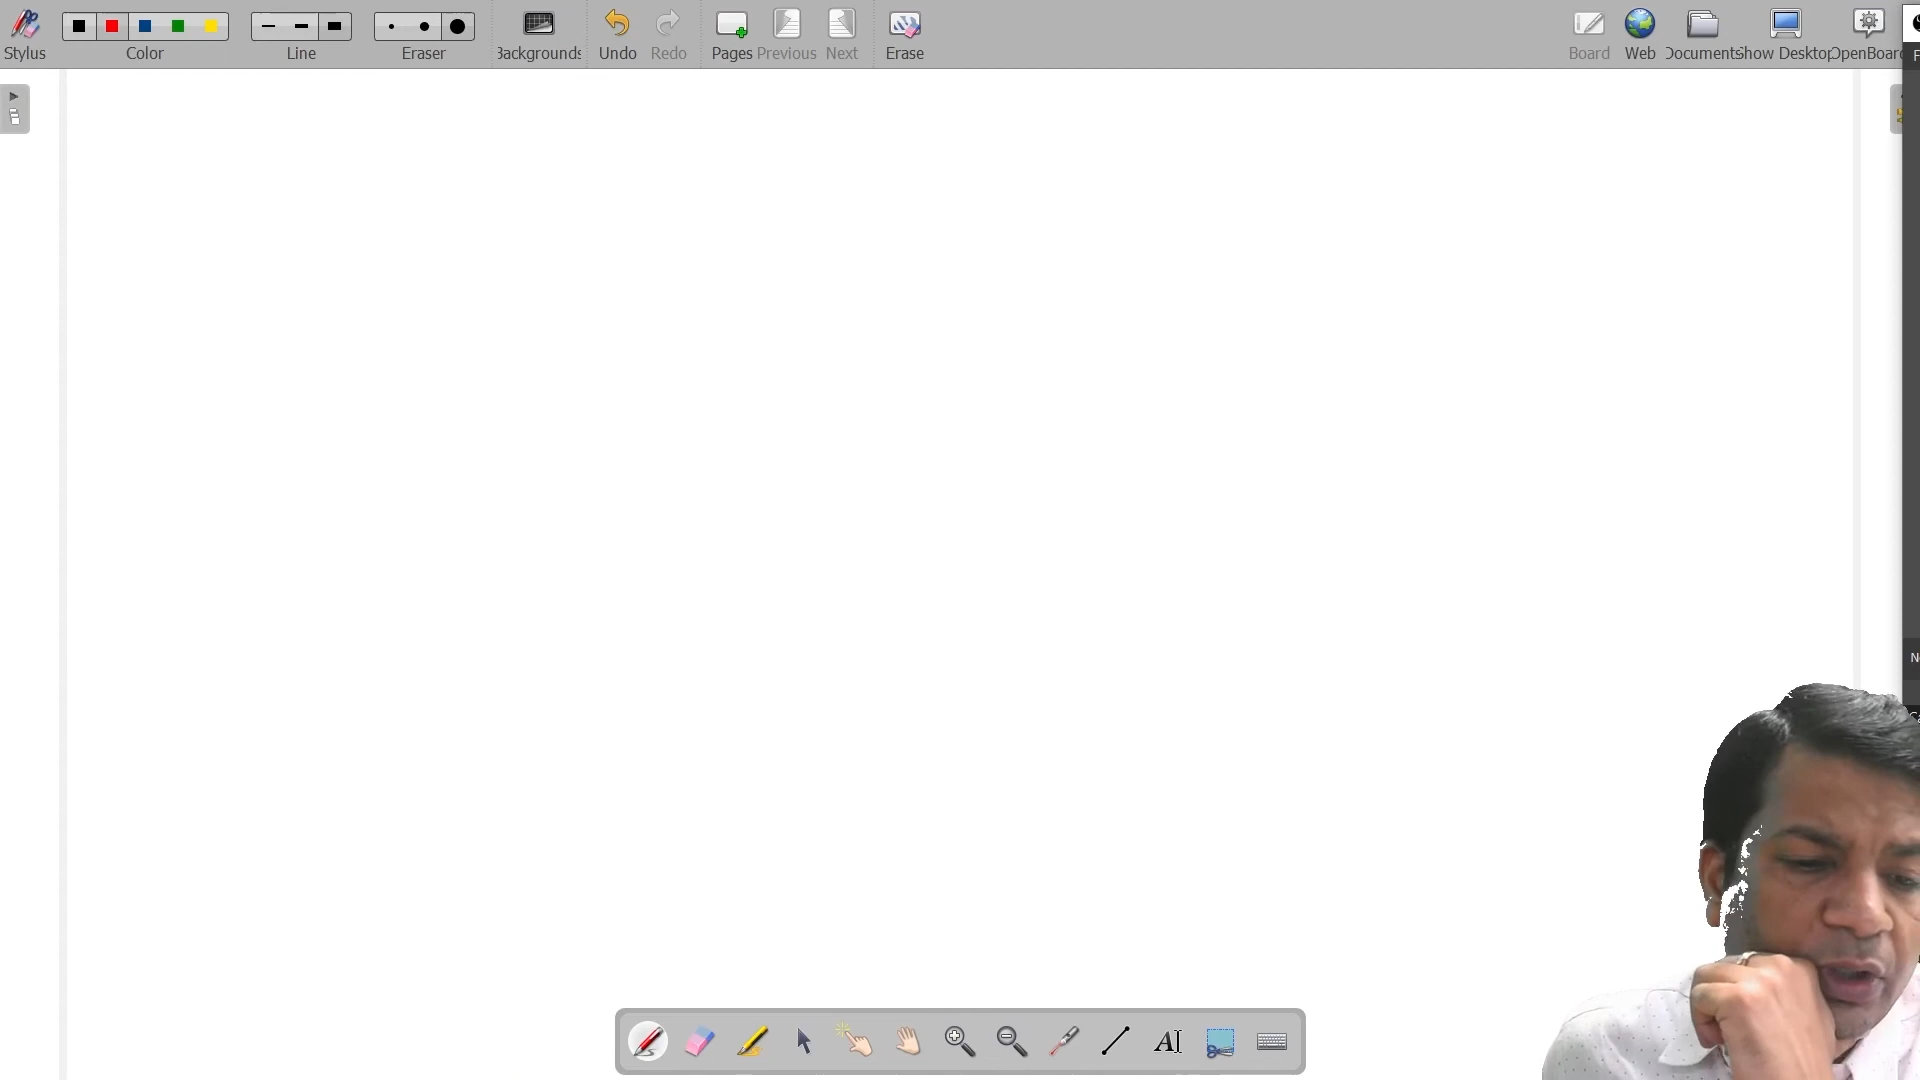 Stylus
Color
Line
Eraser
Backgrounds
Undo
Redo
Pages
Previous
Next
Erase
Board
Web
Documents
Show Desktop
OpenBoard
F
A